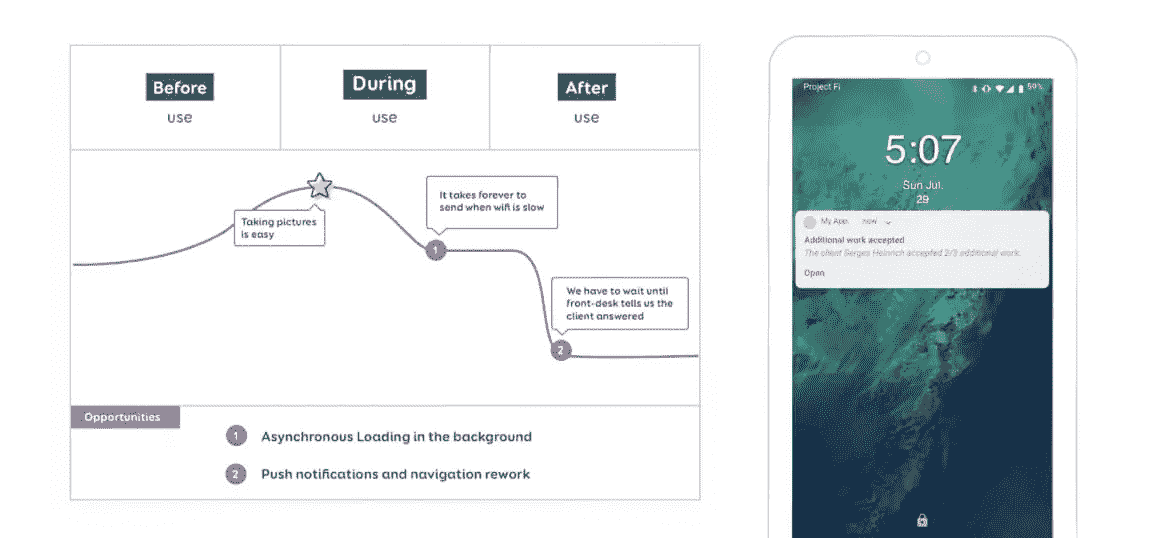 Before
use
During
use
After
use
Taking pictures
is easy
It takes forever to
send when wifi is slow
1
We have to wait until
front-desk tells us the
client answered
2
Opportunities
1 Asynchronous Loading in the background
2 Push notifications and navigation rework
Project Fi 50%
5:07
Sun Jul.
29
My App. new
Additional work accepted
The client Serges Heinrich accepted 2/3 additional work.
Open